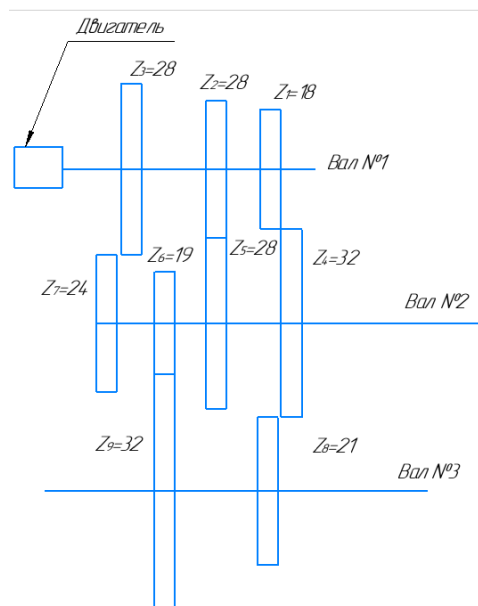 Двигатель
Z3=28
Z2=28
Z1=18
Вал №1
Z6=19
Z5=28
Z4=32
Z7=24
Вал №2
Z9=32
Z8=21
Вал №3